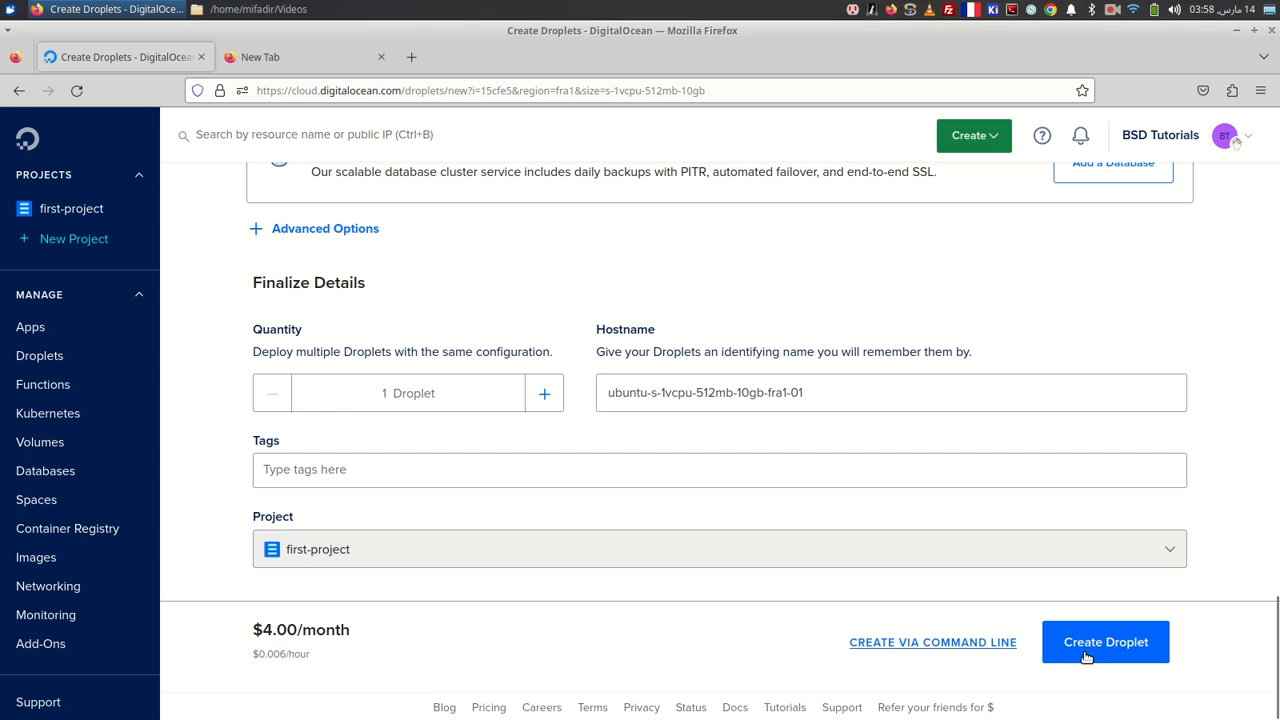 Create Droplets - DigitalOce...
/home/mifadir/Videos
Ki
03:58 ,مارس 14
Create Droplets - DigitalOcean — Mozilla Firefox
Create Droplets - DigitalOcean
New Tab
https://cloud.digitalocean.com/droplets/new?i=15cfe5&region=fra1&size=s-1vcpu-512mb-10gb
Search by resource name or public IP (Ctrl+B)
Create
BSD Tutorials
BT
PROJECTS
first-project
New Project
MANAGE
Apps
Droplets
Functions
Kubernetes
Volumes
Databases
Spaces
Container Registry
Images
Networking
Monitoring
Add-Ons
Support
Our scalable database cluster service includes daily backups with PITR, automated failover, and end-to-end SSL.
Add a Database
Advanced Options
Finalize Details
Quantity
Deploy multiple Droplets with the same configuration.
1 Droplet
Hostname
Give your Droplets an identifying name you will remember them by.
ubuntu-s-1vcpu-512mb-10gb-fra1-01
Tags
Type tags here
Project
first-project
$4.00/month
$0.006/hour
CREATE VIA COMMAND LINE
Create Droplet
Blog Pricing Careers Terms Privacy Status Docs Tutorials Support Refer your friends for $